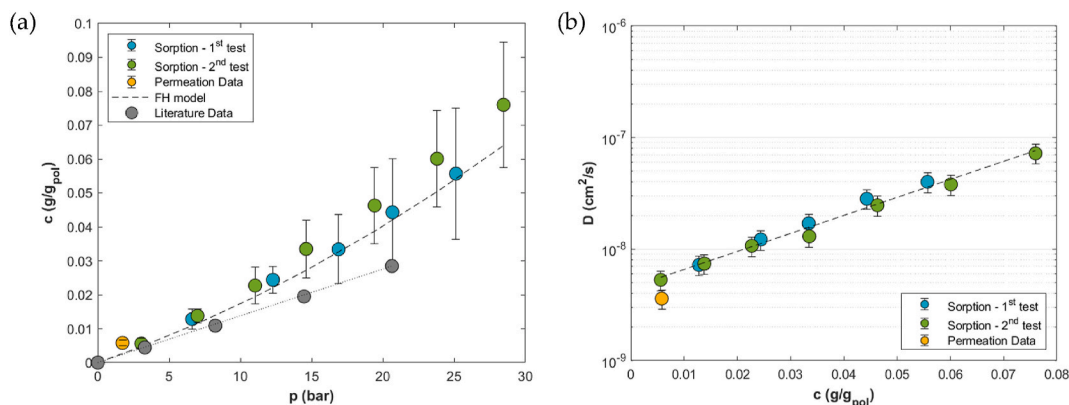 (a)
c (g/gpol)
0.1
0.09
0.08
0.07
0.06
0.05
0.04
0.03
0.02
0.01
0
Sorption - 1st test
Sorption - 2nd test
Permeation Data
FH model
Literature Data
0 5 10 15 20 25 30
p (bar)
(b)
D (cm2/s)
10-6
10-7
10-8
10-9
Sorption - 1st test
Sorption - 2nd test
Permeation Data
0 0.01 0.02 0.03 0.04 0.05 0.06 0.07 0.08
c (g/gpol)